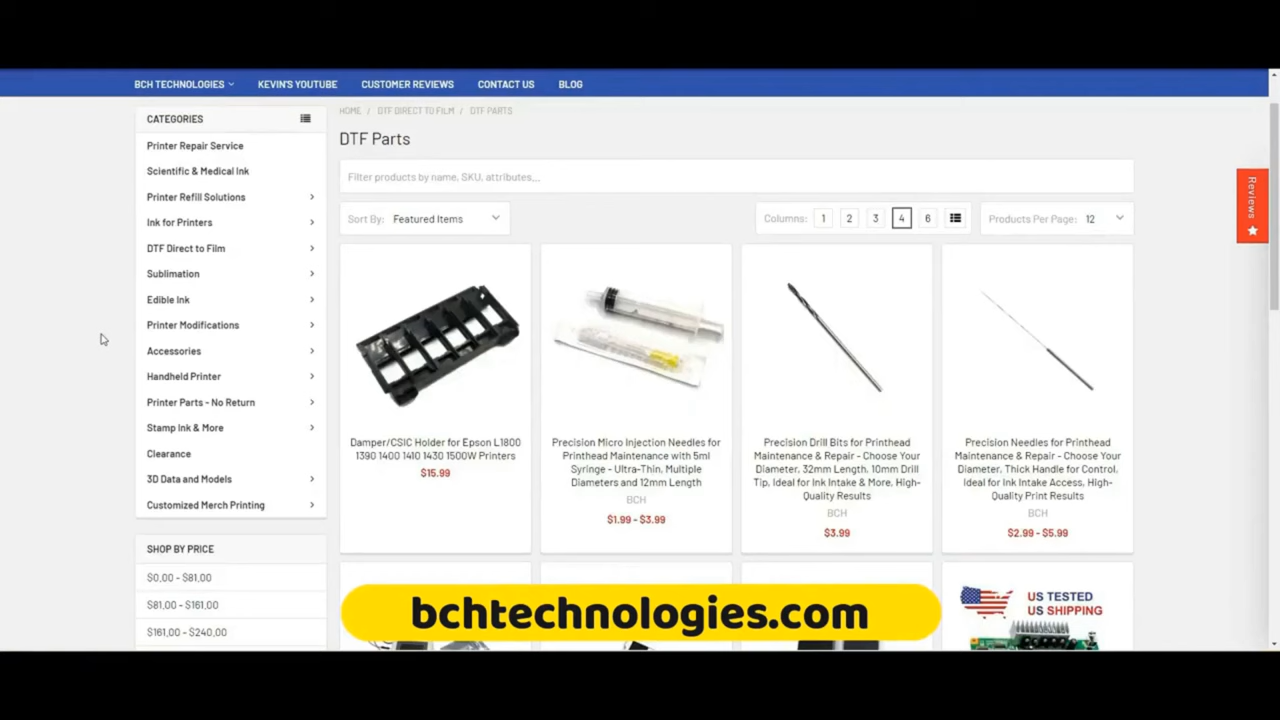 BCH TECHNOLOGIES
KEVIN'S YOUTUBE
CUSTOMER REVIEWS
CONTACT US
BLOG
CATEGORIES
Printer Repair Service
Scientific & Medical Ink
Printer Refill Solutions
Ink for Printers
DTF Direct to Film
Sublimation
Edible Ink
Printer Modifications
Accessories
Handheld Printer
Printer Parts - No Return
Stamp Ink & More
Clearance
3D Data and Models
Customized Merch Printing
SHOP BY PRICE
$0.00 - $81.00
$81.00 - $161.00
$161.00 - $240.00
HOME / DTF DIRECT TO FILM / DTF PARTS
DTF Parts
Filter products by name, SKU, attributes...
Sort By: Featured Items
Columns: 1 2 3 4 6
Products Per Page: 12
Damper/CSIC Holder for Epson L1800
1390 1400 1410 1430 1500W Printers
$15.99
Precision Micro Injection Needles for
Printhead Maintenance with 5ml
Syringe - Ultra-Thin, Multiple
Diameters and 12mm Length
BCH
$1.99 - $3.99
Precision Drill Bits for Printhead
Maintenance & Repair - Choose Your
Diameter, 32mm Length, 10mm Drill
Tip, Ideal for Ink Intake & More, High-
Quality Results
BCH
$3.99
Precision Needles for Printhead
Maintenance & Repair - Choose Your
Diameter, Thick Handle for Control,
Ideal for Ink Intake Access, High-
Quality Print Results
BCH
$2.99 - $5.99
US TESTED
US SHIPPING
Reviews
bchtechnologies.com